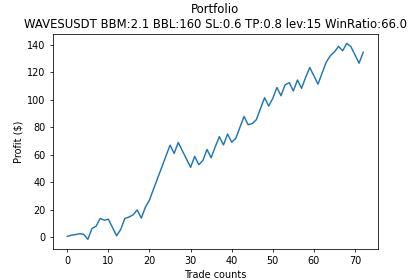 Portfolio
WAVESUSDT BBM:2.1 BBL:160 SL:0.6 TP:0.8 lev:15 WinRatio:66.0
140
120
100
80
60
40
20
0
Profit ($)
0 10 20 30 40 50 60 70
Trade counts